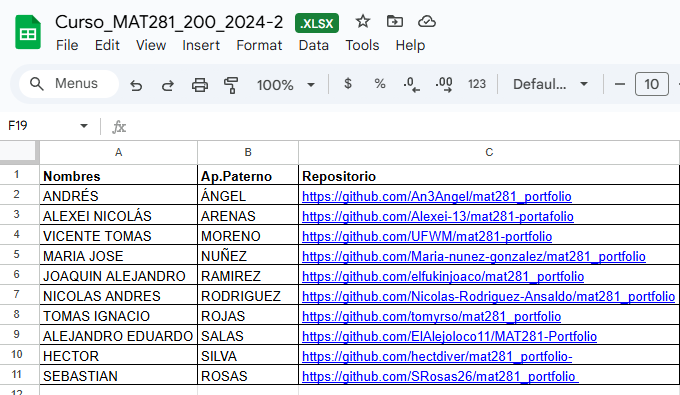 Curso_MAT281_200_2024-2 .XLSX
File Edit View Insert Format Data Tools Help
Menus 100% $ % .0 .00 123 Defaul... 10
F19 fx
A B C
1 Nombres Ap.Paterno Repositorio
2 ANDRÉS ÁNGEL https://github.com/An3Angel/mat281_portfolio
3 ALEXEI NICOLÁS ARENAS https://github.com/Alexei-13/mat281-portafolio
4 VICENTE TOMAS MORENO https://github.com/UFWM/mat281-portfolio
5 MARIA JOSE NUÑEZ https://github.com/Maria-nunez-gonzalez/mat281_portfolio
6 JOAQUIN ALEJANDRO RAMIREZ https://github.com/elfukinjoaco/mat281_portfolio
7 NICOLAS ANDRES RODRIGUEZ https://github.com/Nicolas-Rodriguez-Ansaldo/mat281_portfolio
8 TOMAS IGNACIO ROJAS https://github.com/tomyrso/mat281_portfolio
9 ALEJANDRO EDUARDO SALAS https://github.com/ElAlejoloco11/MAT281-Portfolio
10 HECTOR SILVA https://github.com/hectdiver/mat281_portfolio-
11 SEBASTIAN ROSAS https://github.com/SRosas26/mat281_portfolio
12